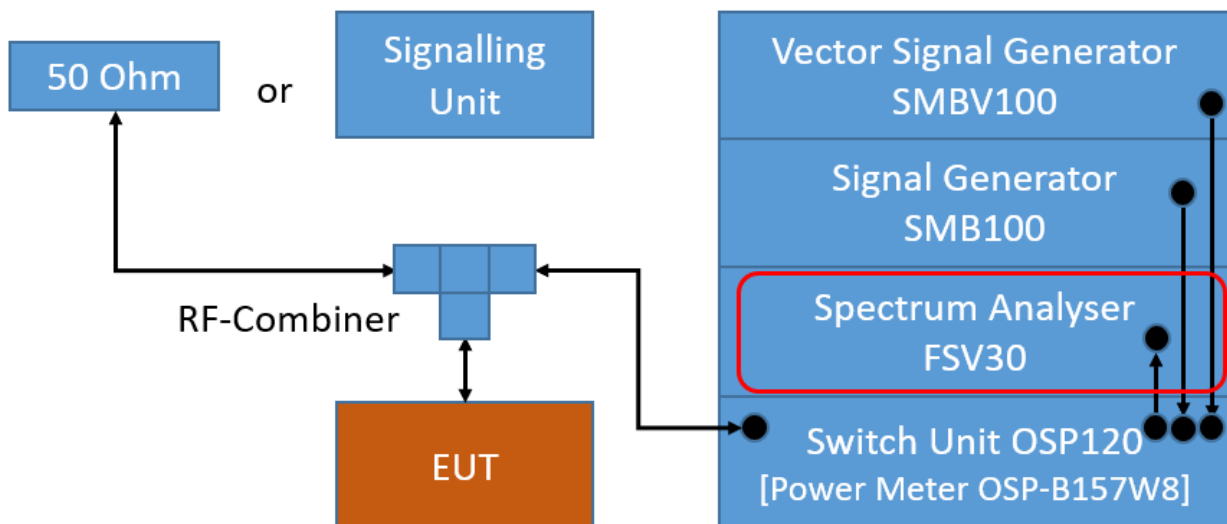 50 Ohm
or
Signalling
Unit
Vector Signal Generator
SMBV100
Signal Generator
SMB100
RF-Combiner
Spectrum Analyser
FSV30
EUT
Switch Unit OSP120
[Power Meter OSP-B157W8]